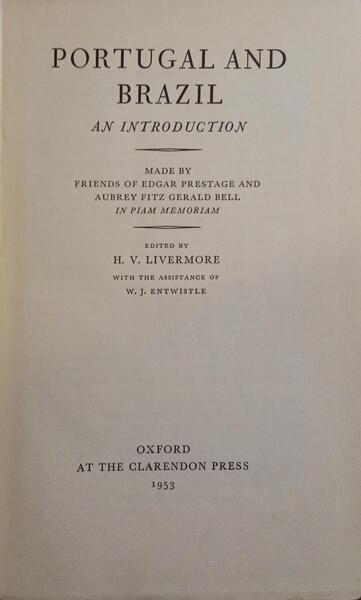 PORTUGAL AND
BRAZIL
AN INTRODUCTION
MADE BY
FRIENDS OF EDGAR PRESTAGE AND
AUBREY FITZ GERALD BELL
IN PIAM MEMORIAM
EDITED BY
H. V. LIVERMORE
WITH THE ASSISTANCE OF
W. J. ENTWISTLE
OXFORD
AT THE CLARENDON PRESS
1953